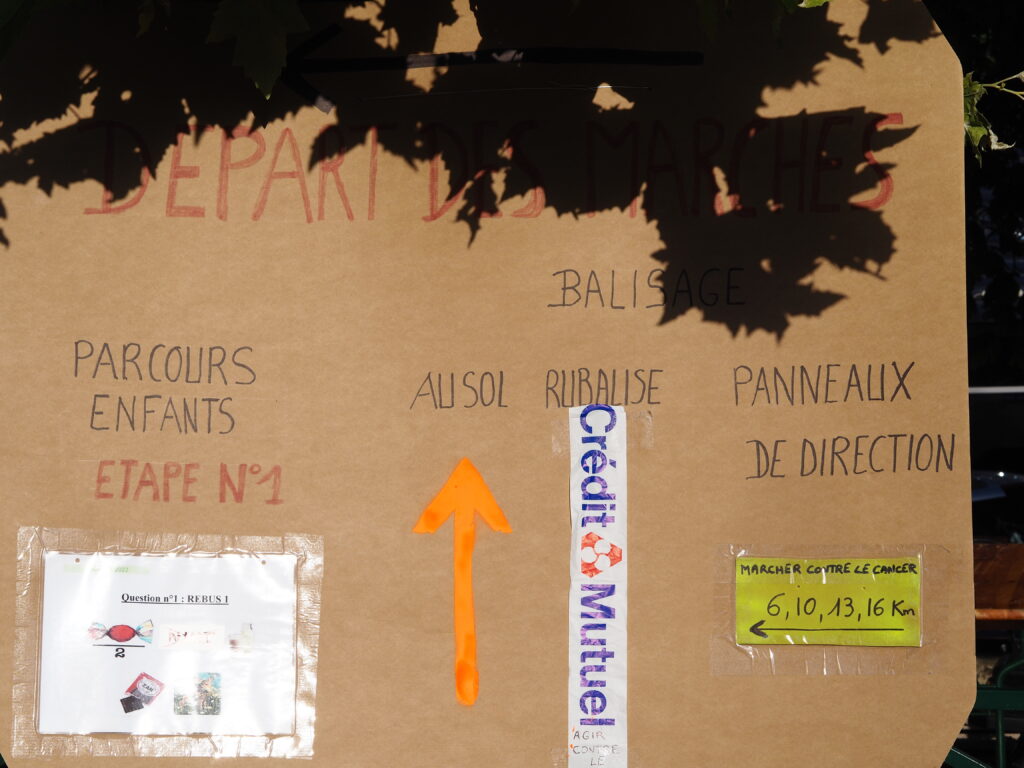 DÉPART DES MARCHES
BALISAGE
PARCOURS
ENFANTS
ETAPE N°1
AU SOL
RUBALISE
PANNEAUX
DE DIRECTION
Question n°1 : REBUS 1
2
Crédit Mutuel
AGIR
CONTRE
LE
MARCHER CONTRE LE CANCER
6, 10, 13, 16 Km